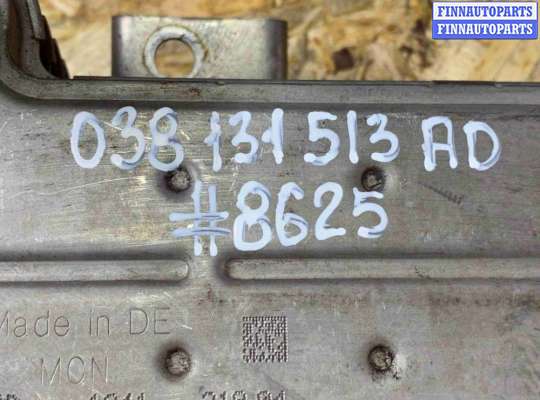 FINNAUTOPARTS
FINNAUTOPARTS
038 131 513 AD
#8625
Made in DE
MCN